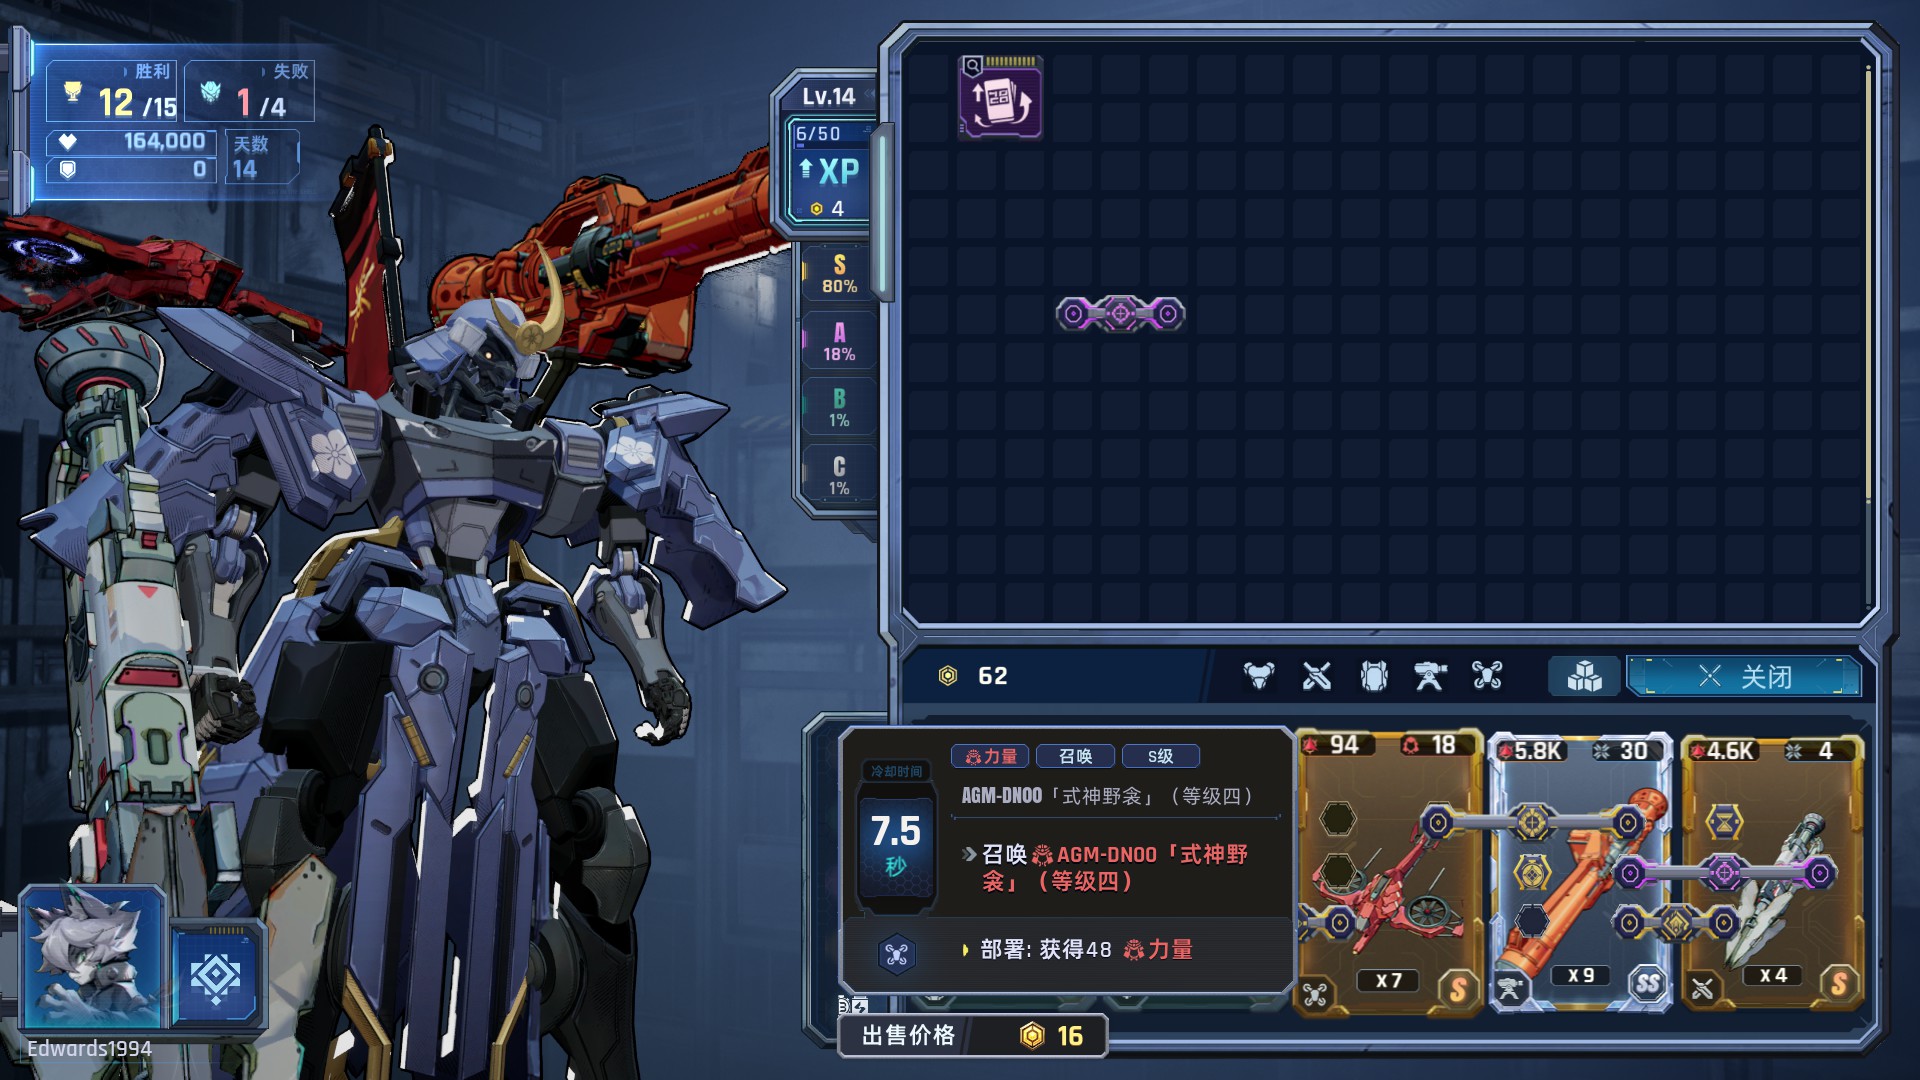 胜利
12 /15
失败
1 /4
164,000
0
天数
14
Lv.14
6/50
XP
4
S
80%
A
18%
B
1%
C
1%
62
关闭
力量
召唤
S级
冷却时间
7.5
秒
AGM-DN00「式神野衾」（等级四）
召唤 AGM-DN00「式神野
衾」（等级四）
部署: 获得48 力量
出售价格
16
94
18
x7
S
5.8K
30
x9
SS
4.6K
4
x4
S
Edwards1994